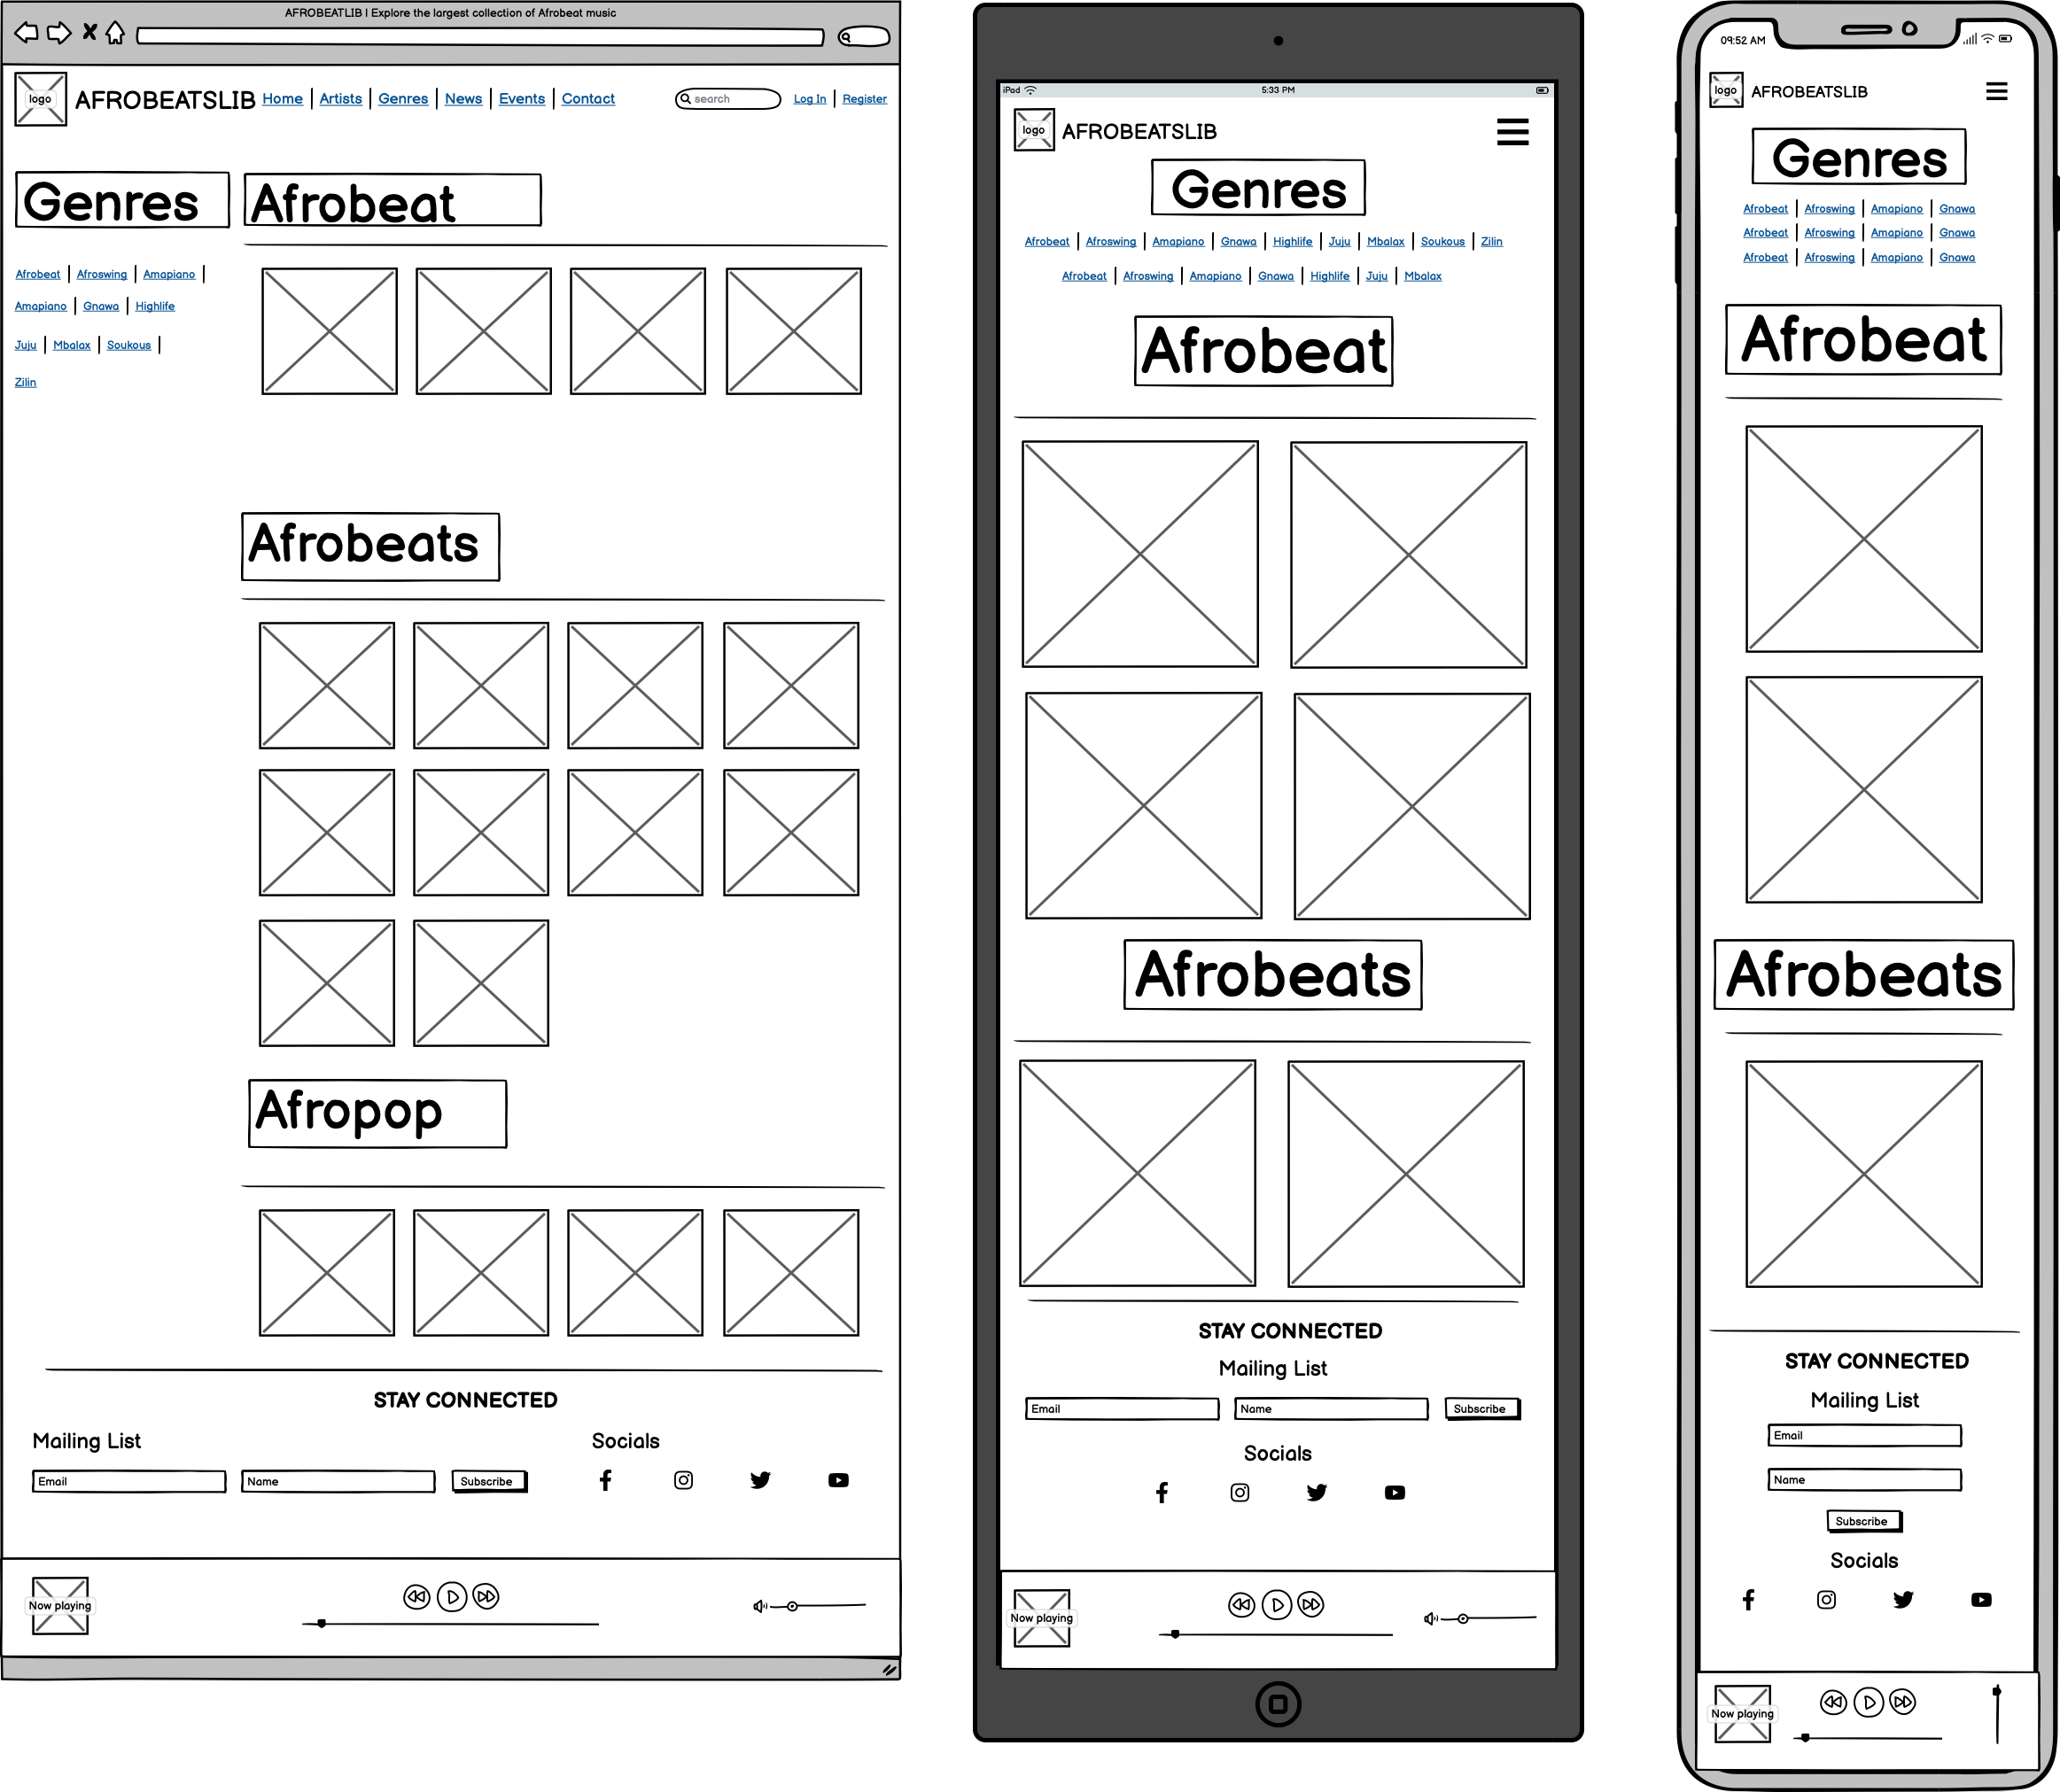 AFROBEATLIB | Explore the largest collection of Afrobeat music
logo AFROBEATSLIB Home Artists Genres News Events Contact search Log In Register
Genres
Afrobeat Afroswing Amapiano
Amapiano Gnawa Highlife
Juju Mbalax Soukous
Zilin
Afrobeat
Afrobeats
Afropop
STAY CONNECTED
Mailing List
Email Name Subscribe
Socials
Now playing
iPad 5:33 PM
logo AFROBEATSLIB
Genres
Afrobeat Afroswing Amapiano Gnawa Highlife Juju Mbalax Soukous Zilin
Afrobeat Afroswing Amapiano Gnawa Highlife Juju Mbalax
Afrobeat
Afrobeats
STAY CONNECTED
Mailing List
Email Name Subscribe
Socials
Now playing
09:52 AM
logo AFROBEATSLIB
Genres
Afrobeat Afroswing Amapiano Gnawa
Afrobeat Afroswing Amapiano Gnawa
Afrobeat Afroswing Amapiano Gnawa
Afrobeat
Afrobeats
STAY CONNECTED
Mailing List
Email
Name
Subscribe
Socials
Now playing